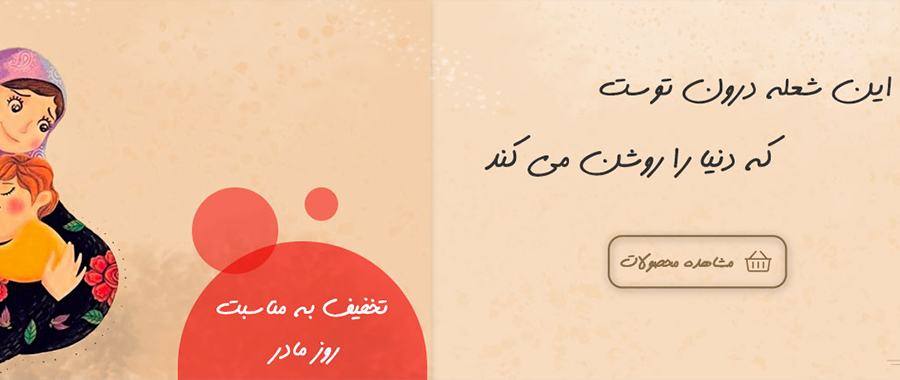 این شعله درون توست
که دنیا را روشن می کند
مشاهده محصولات
تخفیف به مناسبت
روز مادر